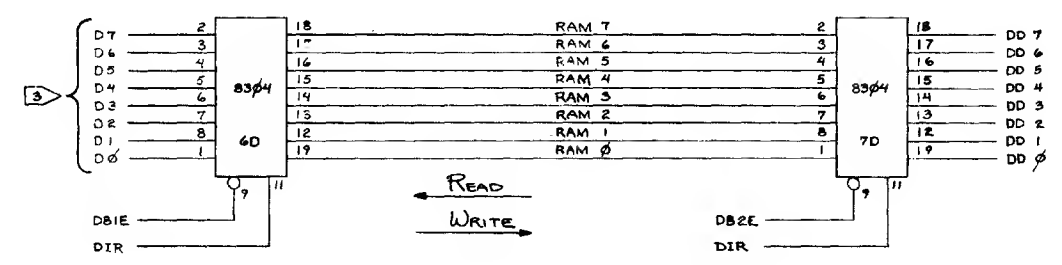 D7 2 18 RAM 7 2 18 DD 7
D6 3 17 RAM 6 3 17 DD 6
D5 4 16 RAM 5 4 16 DD 5
D4 5 15 RAM 4 5 15 DD 4
83Ø4 83Ø4
3
D3 6 14 RAM 3 6 14 DD 3
D2 7 13 RAM 2 7 13 DD 2
D1 8 12 RAM 1 8 12 DD 1
6D 7D
DØ 1 19 RAM Ø 1 19 DD Ø
9 11 9 11
READ
DB1E WRITE DB2E
DIR DIR